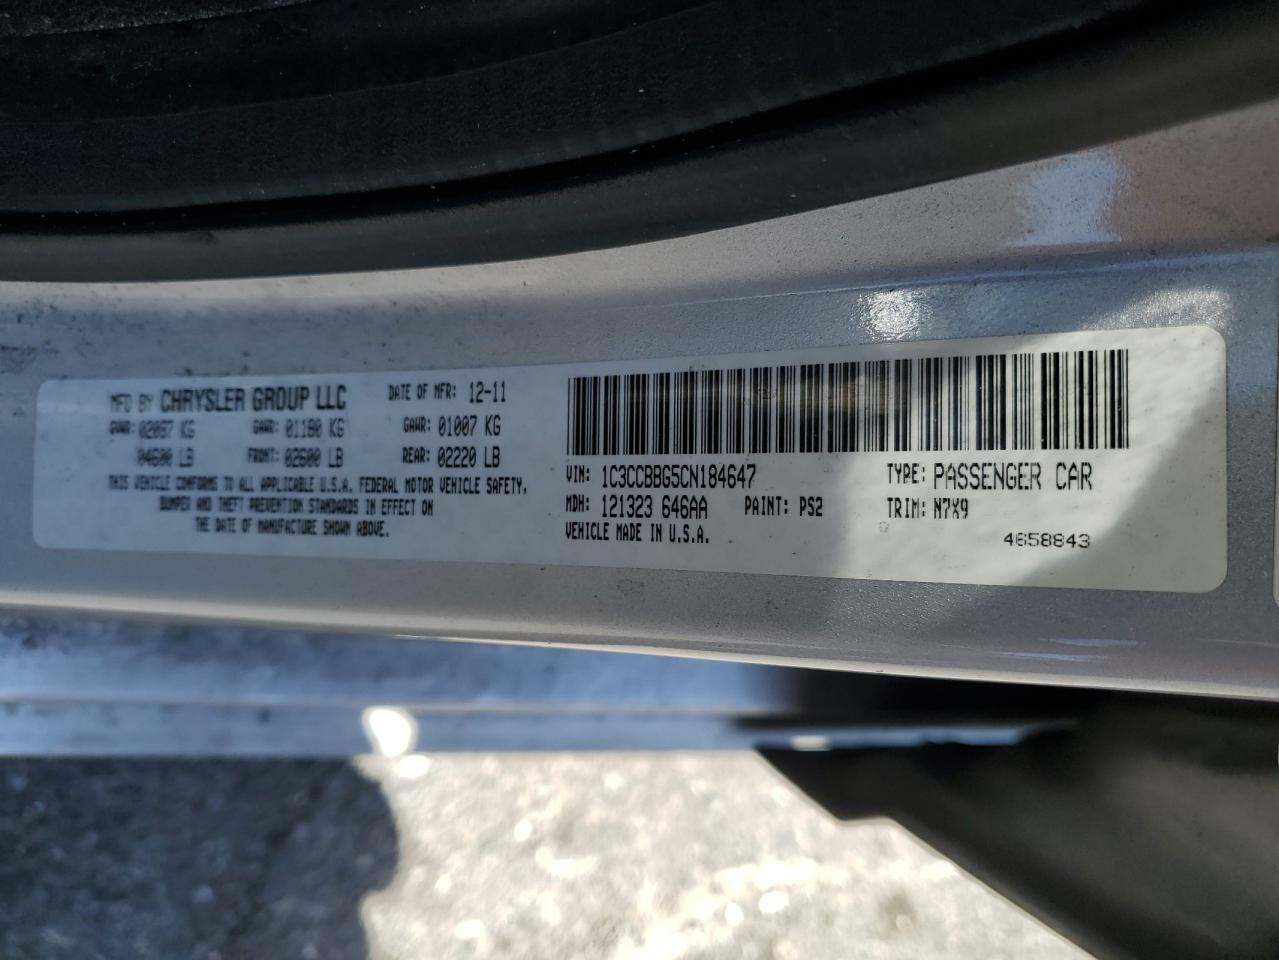 MFD BY CHRYSLER GROUP LLC DATE OF MFR: 12-11
GVWR: 02087 KG GAWR: 01180 KG GAWR: 01007 KG
04600 LB FRONT: 02600 LB REAR: 02220 LB
THIS VEHICLE CONFORMS TO ALL APPLICABLE U.S.A. FEDERAL MOTOR VEHICLE SAFETY,
BUMPER AND THEFT PREVENTION STANDARDS IN EFFECT ON
THE DATE OF MANUFACTURE SHOWN ABOVE.
VIN: 1C3CCBBG5CN184647 TYPE: PASSENGER CAR
MDH: 121323 646AA PAINT: PS2 TRIM: N7X9
VEHICLE MADE IN U.S.A.
4658843